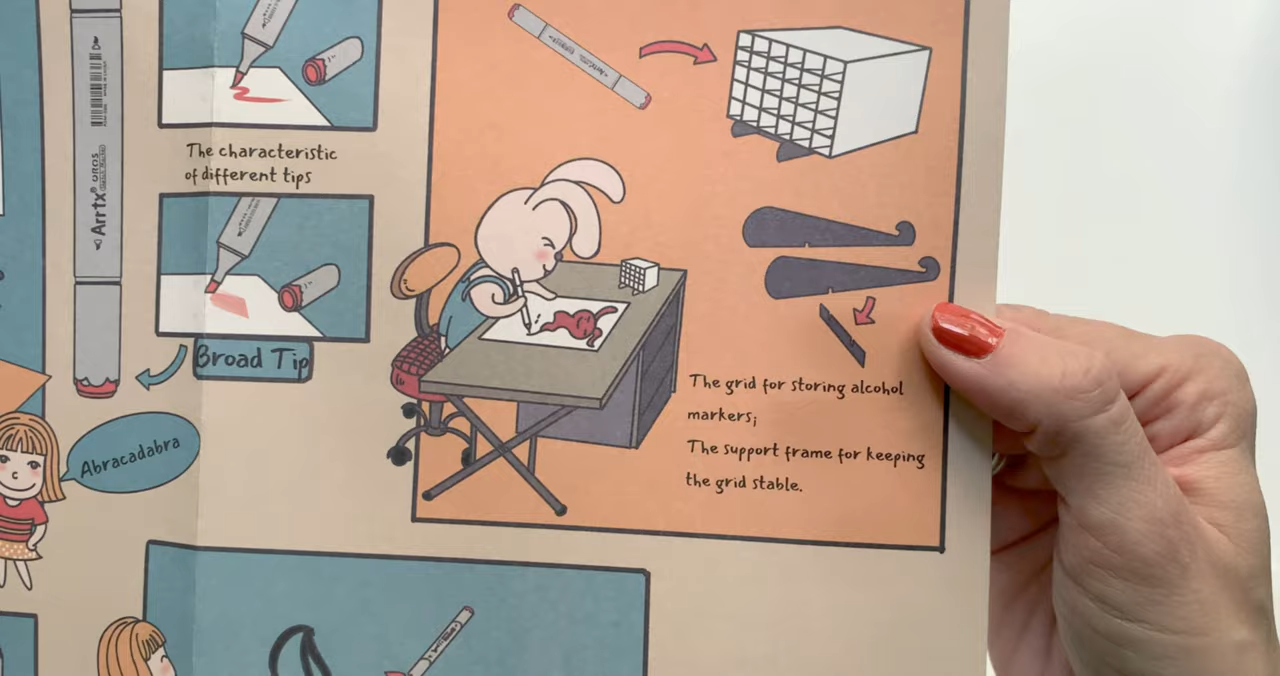 Arrtx® OROS
The characteristic
of different tips
Broad Tip
Abracadabra
The grid for storing alcohol
markers;
The support frame for keeping
the grid stable.